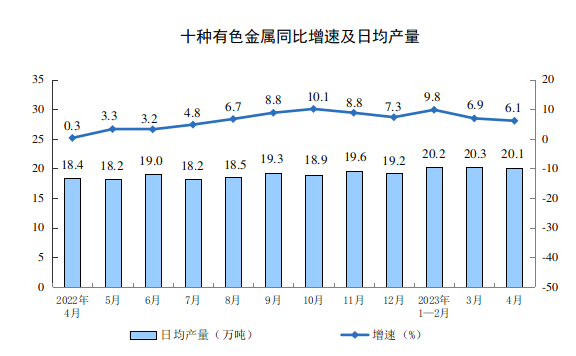 十种有色金属同比增速及日均产量
35 20
30 10
25 0
20 -10
15 -20
10 -30
5 -40
0 -50
0.3 3.3 3.2 4.8 6.7 8.8 10.1 8.8 7.3 9.8 6.9 6.1
18.4 18.2 19.0 18.2 18.5 19.3 18.9 19.6 19.2 20.2 20.3 20.1
2022年 5月 6月 7月 8月 9月 10月 11月 12月 2023年 3月 4月
4月 1—2月
日均产量（万吨） 增速（%）